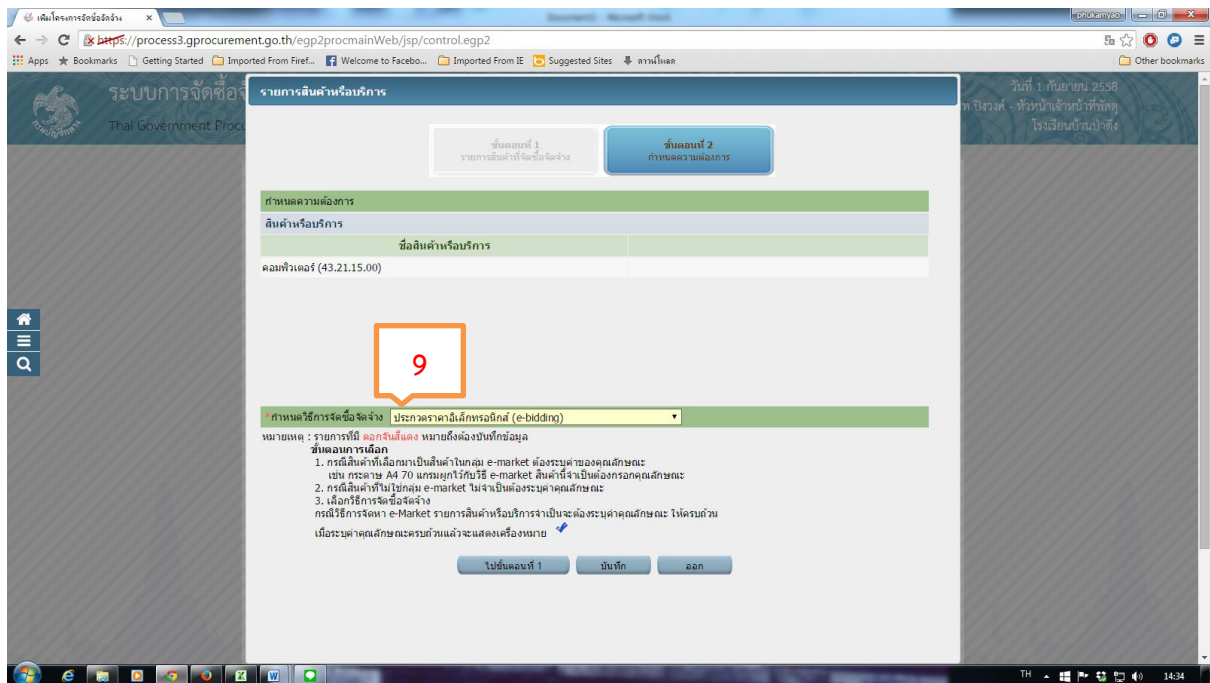 เพิ่มโครงการจัดซื้อจัดจ้าง
phukamyao
https://process3.gprocurement.go.th/egp2procmainWeb/jsp/control.egp2
Apps Bookmarks Getting Started Imported From Firef... Welcome to Facebo... Imported From IE Suggested Sites ดาวน์โหลด Other bookmarks
ระบบการจัดซื้อ
Thai Government Procu
วันที่ 1 กันยายน 2558
ปิงวงค์ - หัวหน้าเจ้าหน้าที่พัสดุ
โรงเรียนบ้านป่าตึง
รายการสินค้าหรือบริการ
ขั้นตอนที่ 1
รายการสินค้าที่จัดซื้อจัดจ้าง
ขั้นตอนที่ 2
กำหนดความต้องการ
กำหนดความต้องการ
สินค้าหรือบริการ
ชื่อสินค้าหรือบริการ
คอมพิวเตอร์ (43.21.15.00)
9
*กำหนดวิธีการจัดซื้อจัดจ้าง ประกวดราคาอิเล็กทรอนิกส์ (e-bidding)
หมายเหตุ : รายการที่มี ดอกจันสีแดง หมายถึงต้องบันทึกข้อมูล
ขั้นตอนการเลือก
1. กรณีสินค้าที่เลือกมาเป็นสินค้าในกลุ่ม e-market ต้องระบุค่าของคุณลักษณะ
เช่น กระดาษ A4 70 แกรมผูกไว้กับวิธี e-market สินค้านี้จำเป็นต้องกรอกคุณลักษณะ
2. กรณีสินค้าที่ไม่ใช่กลุ่ม e-market ไม่จำเป็นต้องระบุค่าคุณลักษณะ
3. เลือกวิธีการจัดซื้อจัดจ้าง
กรณีวิธีการจัดหา e-Market รายการสินค้าหรือบริการจำเป็นจะต้องระบุค่าคุณลักษณะ ให้ครบถ้วน
เมื่อระบุค่าคุณลักษณะครบถ้วนแล้วจะแสดงเครื่องหมาย
ไปขั้นตอนที่ 1 บันทึก ออก
TH 14:34